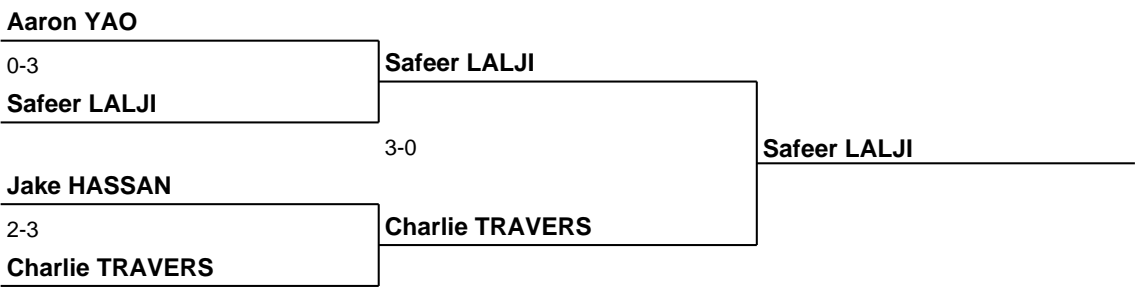 Aaron YAO
0-3
Safeer LALJI
Safeer LALJI
3-0
Safeer LALJI
Jake HASSAN
2-3
Charlie TRAVERS
Charlie TRAVERS